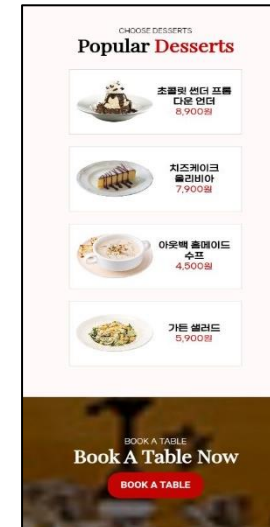 CHOOSE DESSERTS
Popular Desserts
초콜릿 썬더 프롬
다운 언더
8,900원
치즈케이크
올리비아
7,900원
아웃백 홈메이드
수프
4,500원
가든 샐러드
5,900원
BOOK A TABLE
Book A Table Now
BOOK A TABLE